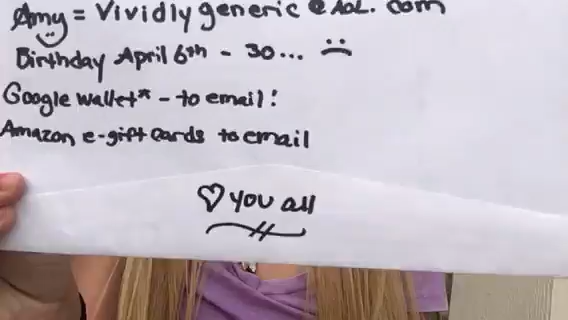 Amy = Vividlygeneric @ AOL. com
Birthday April 6th - 30... :(
Google wallet* - to email!
Amazon e-gift cards to email
♡ you all